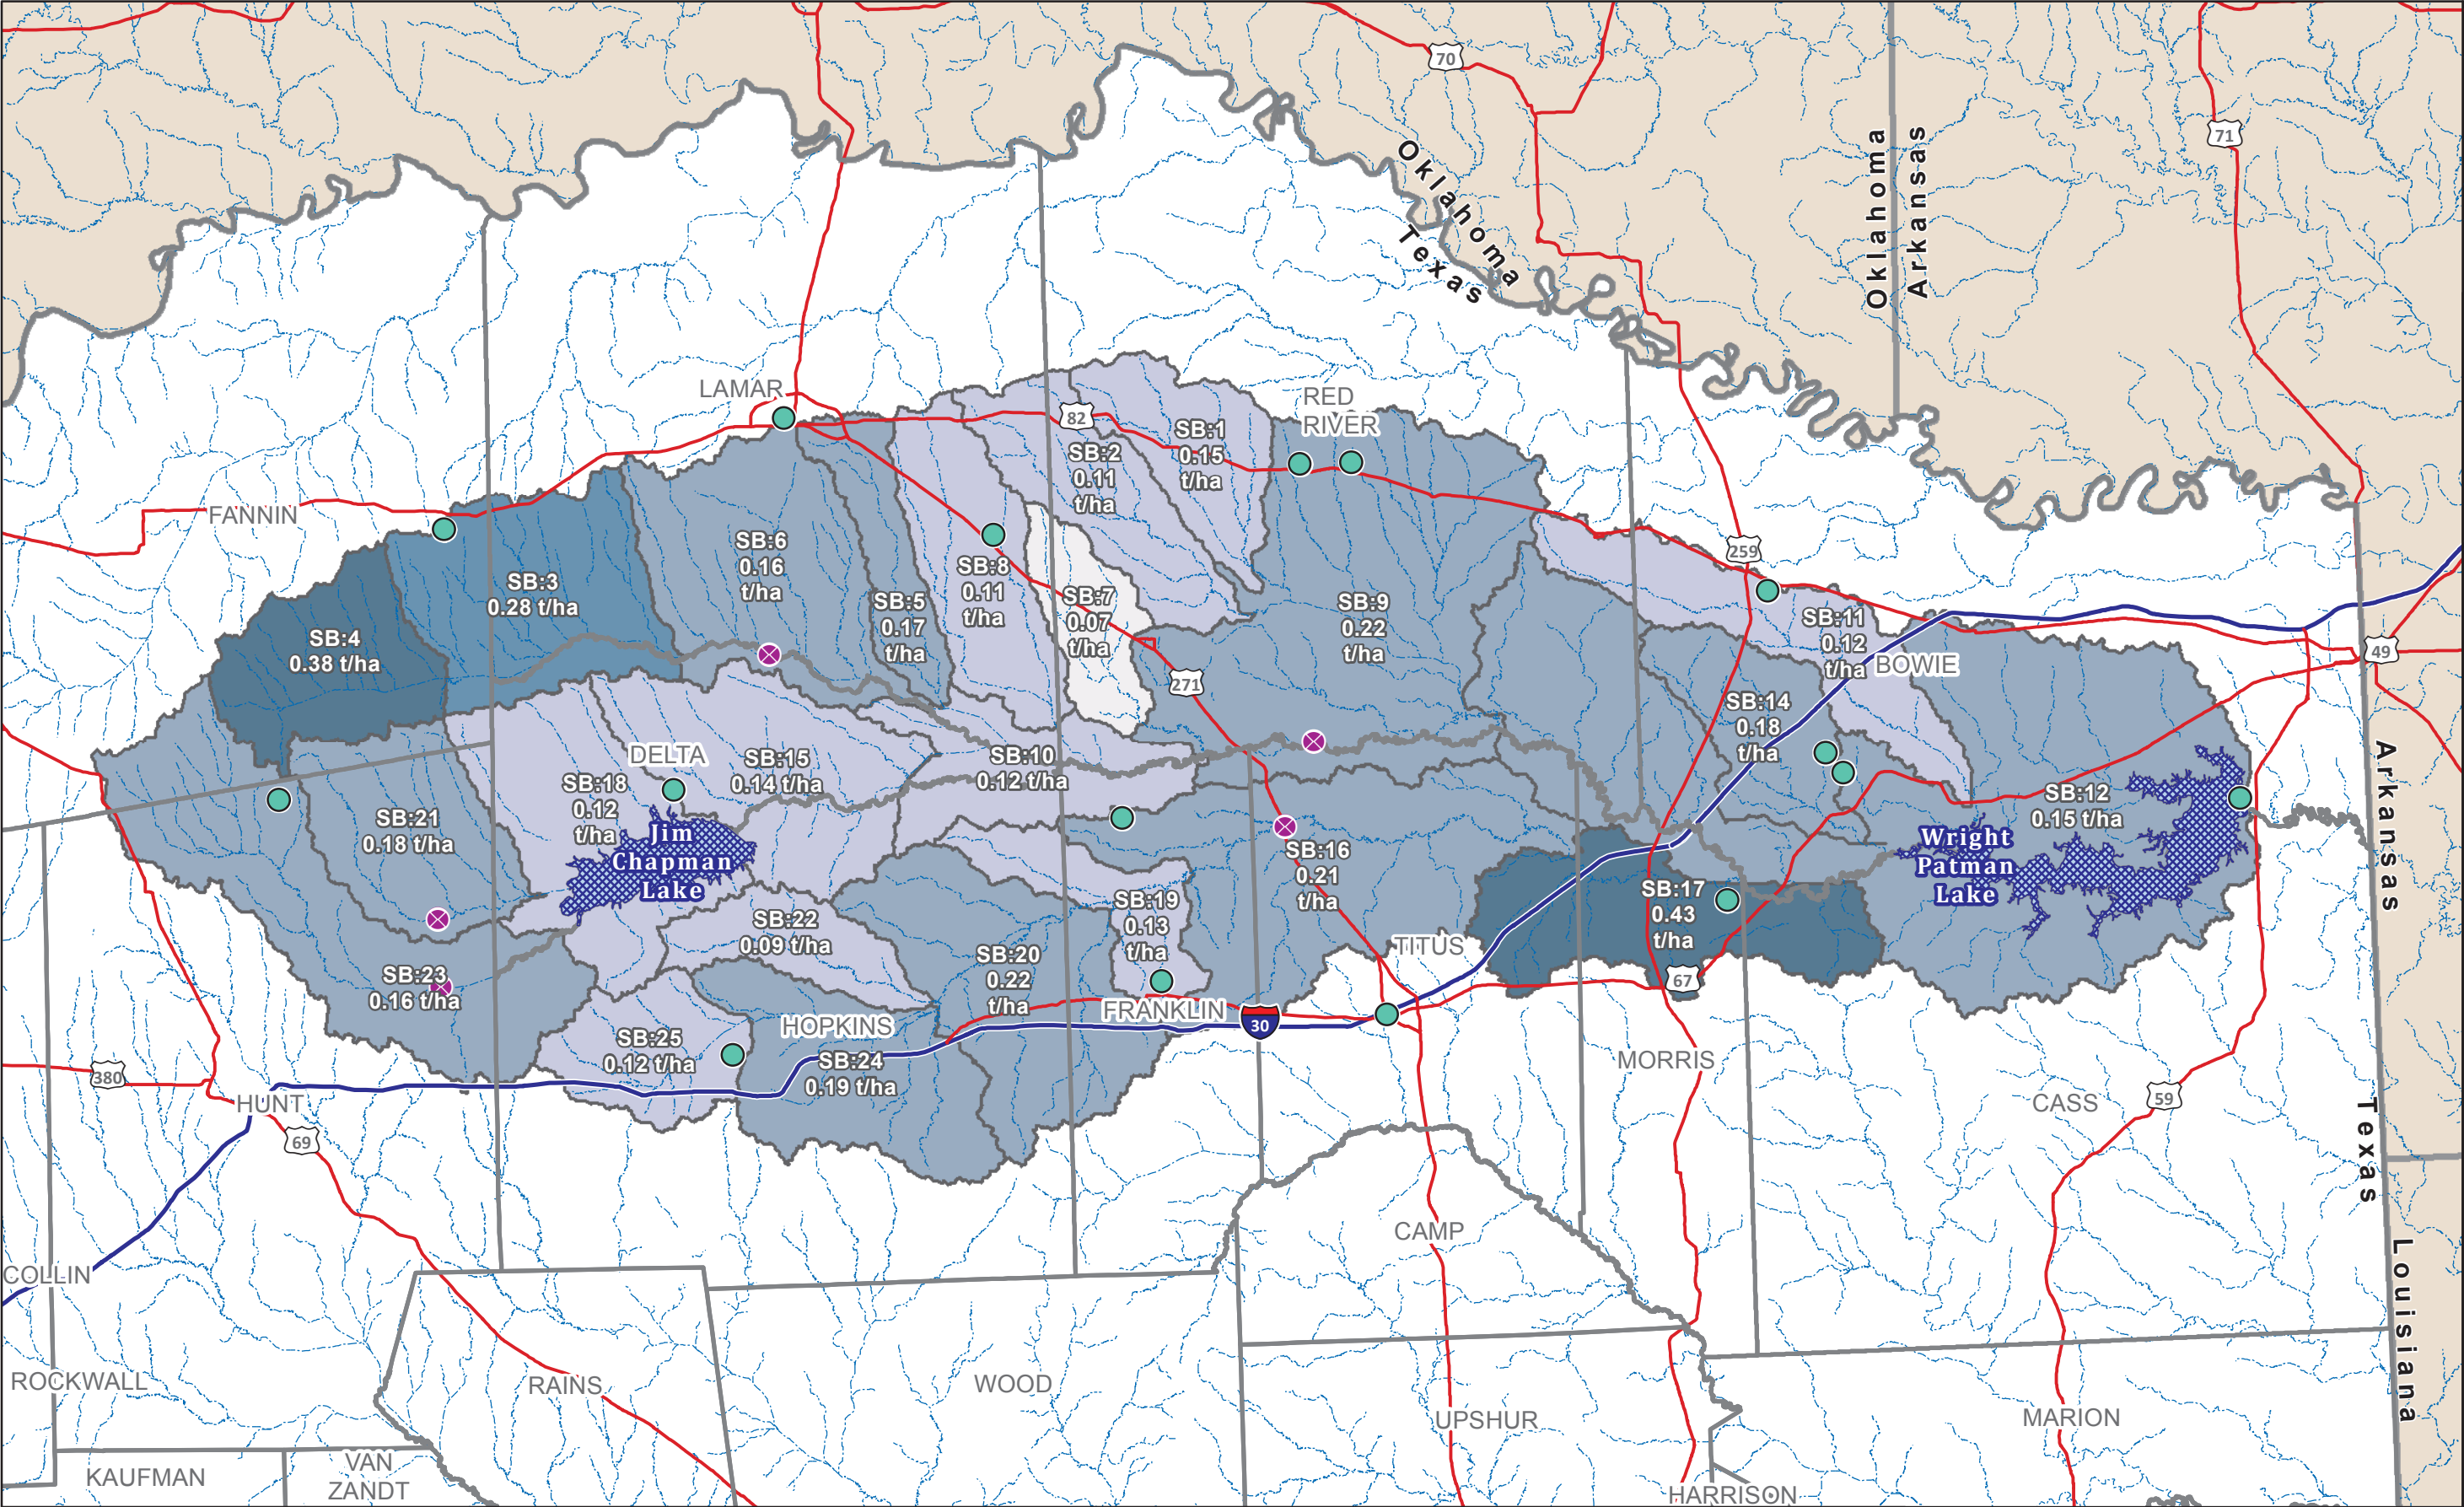 70
71
Oklahoma
Texas
Oklahoma
Arkansas
LAMAR
RED
RIVER
82
SB:1
0.15
t/ha
SB:2
0.11
t/ha
FANNIN
259
SB:6
0.16
t/ha
SB:3
0.28 t/ha
SB:8
0.11
t/ha
SB:5
0.17
t/ha
SB:7
0.07
t/ha
SB:9
0.22
t/ha
SB:11
0.12
t/ha
BOWIE
49
SB:4
0.38 t/ha
271
SB:14
0.18
t/ha
DELTA
SB:15
0.14 t/ha
SB:10
0.12 t/ha
SB:18
0.12
t/ha
SB:21
0.18 t/ha
Jim
Chapman
Lake
SB:12
0.15 t/ha
Wright
Patman
Lake
Arkansas
SB:16
0.21
t/ha
SB:17
0.43
t/ha
SB:19
0.13
t/ha
SB:22
0.09 t/ha
TITUS
SB:20
0.22
t/ha
SB:23
0.16 t/ha
67
FRANKLIN
30
HOPKINS
SB:25
0.12 t/ha
SB:24
0.19 t/ha
MORRIS
380
HUNT
69
59
CASS
Texas
CAMP
COLLIN
Louisiana
ROCKWALL
RAINS
WOOD
UPSHUR
MARION
KAUFMAN
VAN
ZANDT
HARRISON